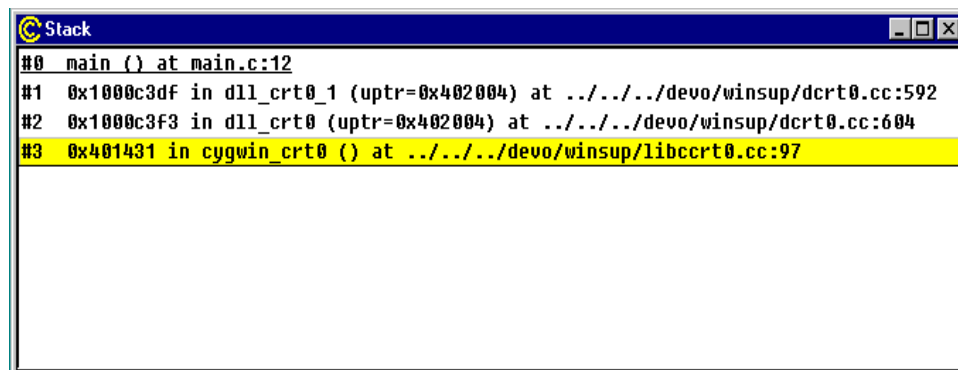 Stack
#0 main () at main.c:12
#1 0x1000c3df in dll_crt0_1 (uptr=0x402004) at ../../../devo/winsup/dcrt0.cc:592
#2 0x1000c3f3 in dll_crt0 (uptr=0x402004) at ../../../devo/winsup/dcrt0.cc:604
#3 0x401431 in cygwin_crt0 () at ../../../devo/winsup/libccrt0.cc:97